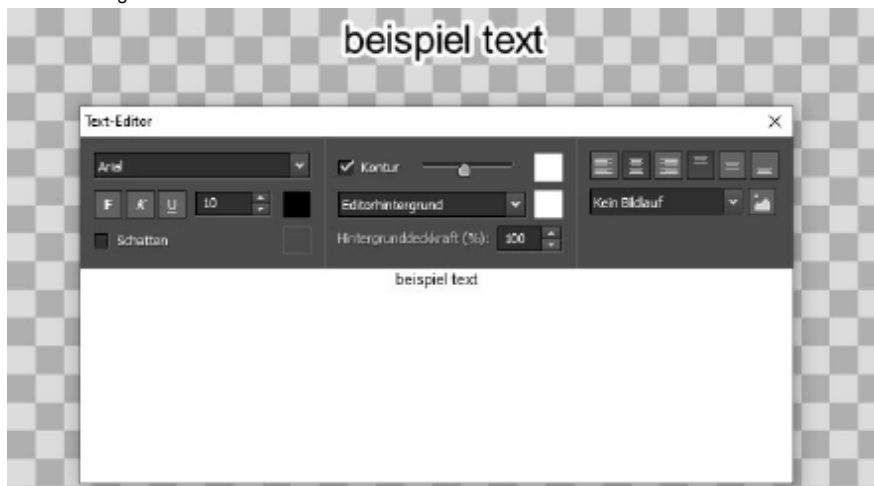 beispiel text
Text-Editor
Arial
Kontur
F K U 10
Editorhintergrund
Kein Bildlauf
Schatten
Hintergrunddeckkraft (%): 100
beispiel text